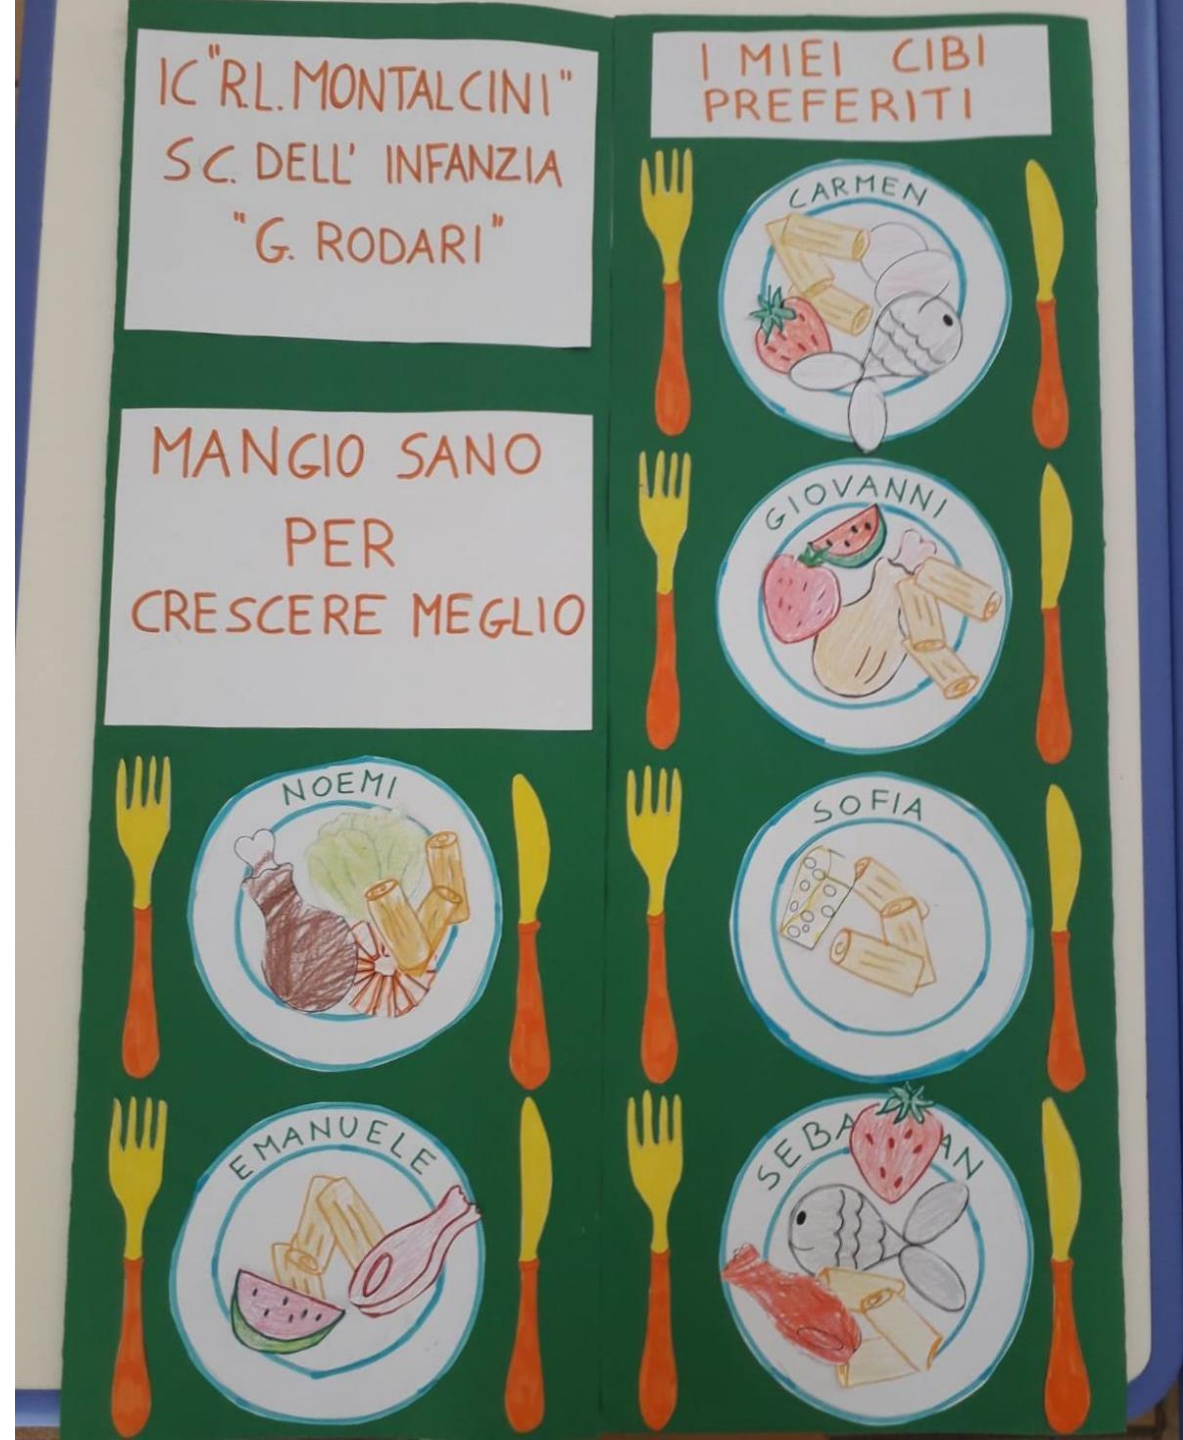 IC "R.L. MONTALCINI"
SC. DELL' INFANZIA
"G. RODARI"
MANGIO SANO
PER
CRESCERE MEGLIO
NOEMI
EMANUELE
I MIEI CIBI
PREFERITI
CARMEN
GIOVANNI
SOFIA